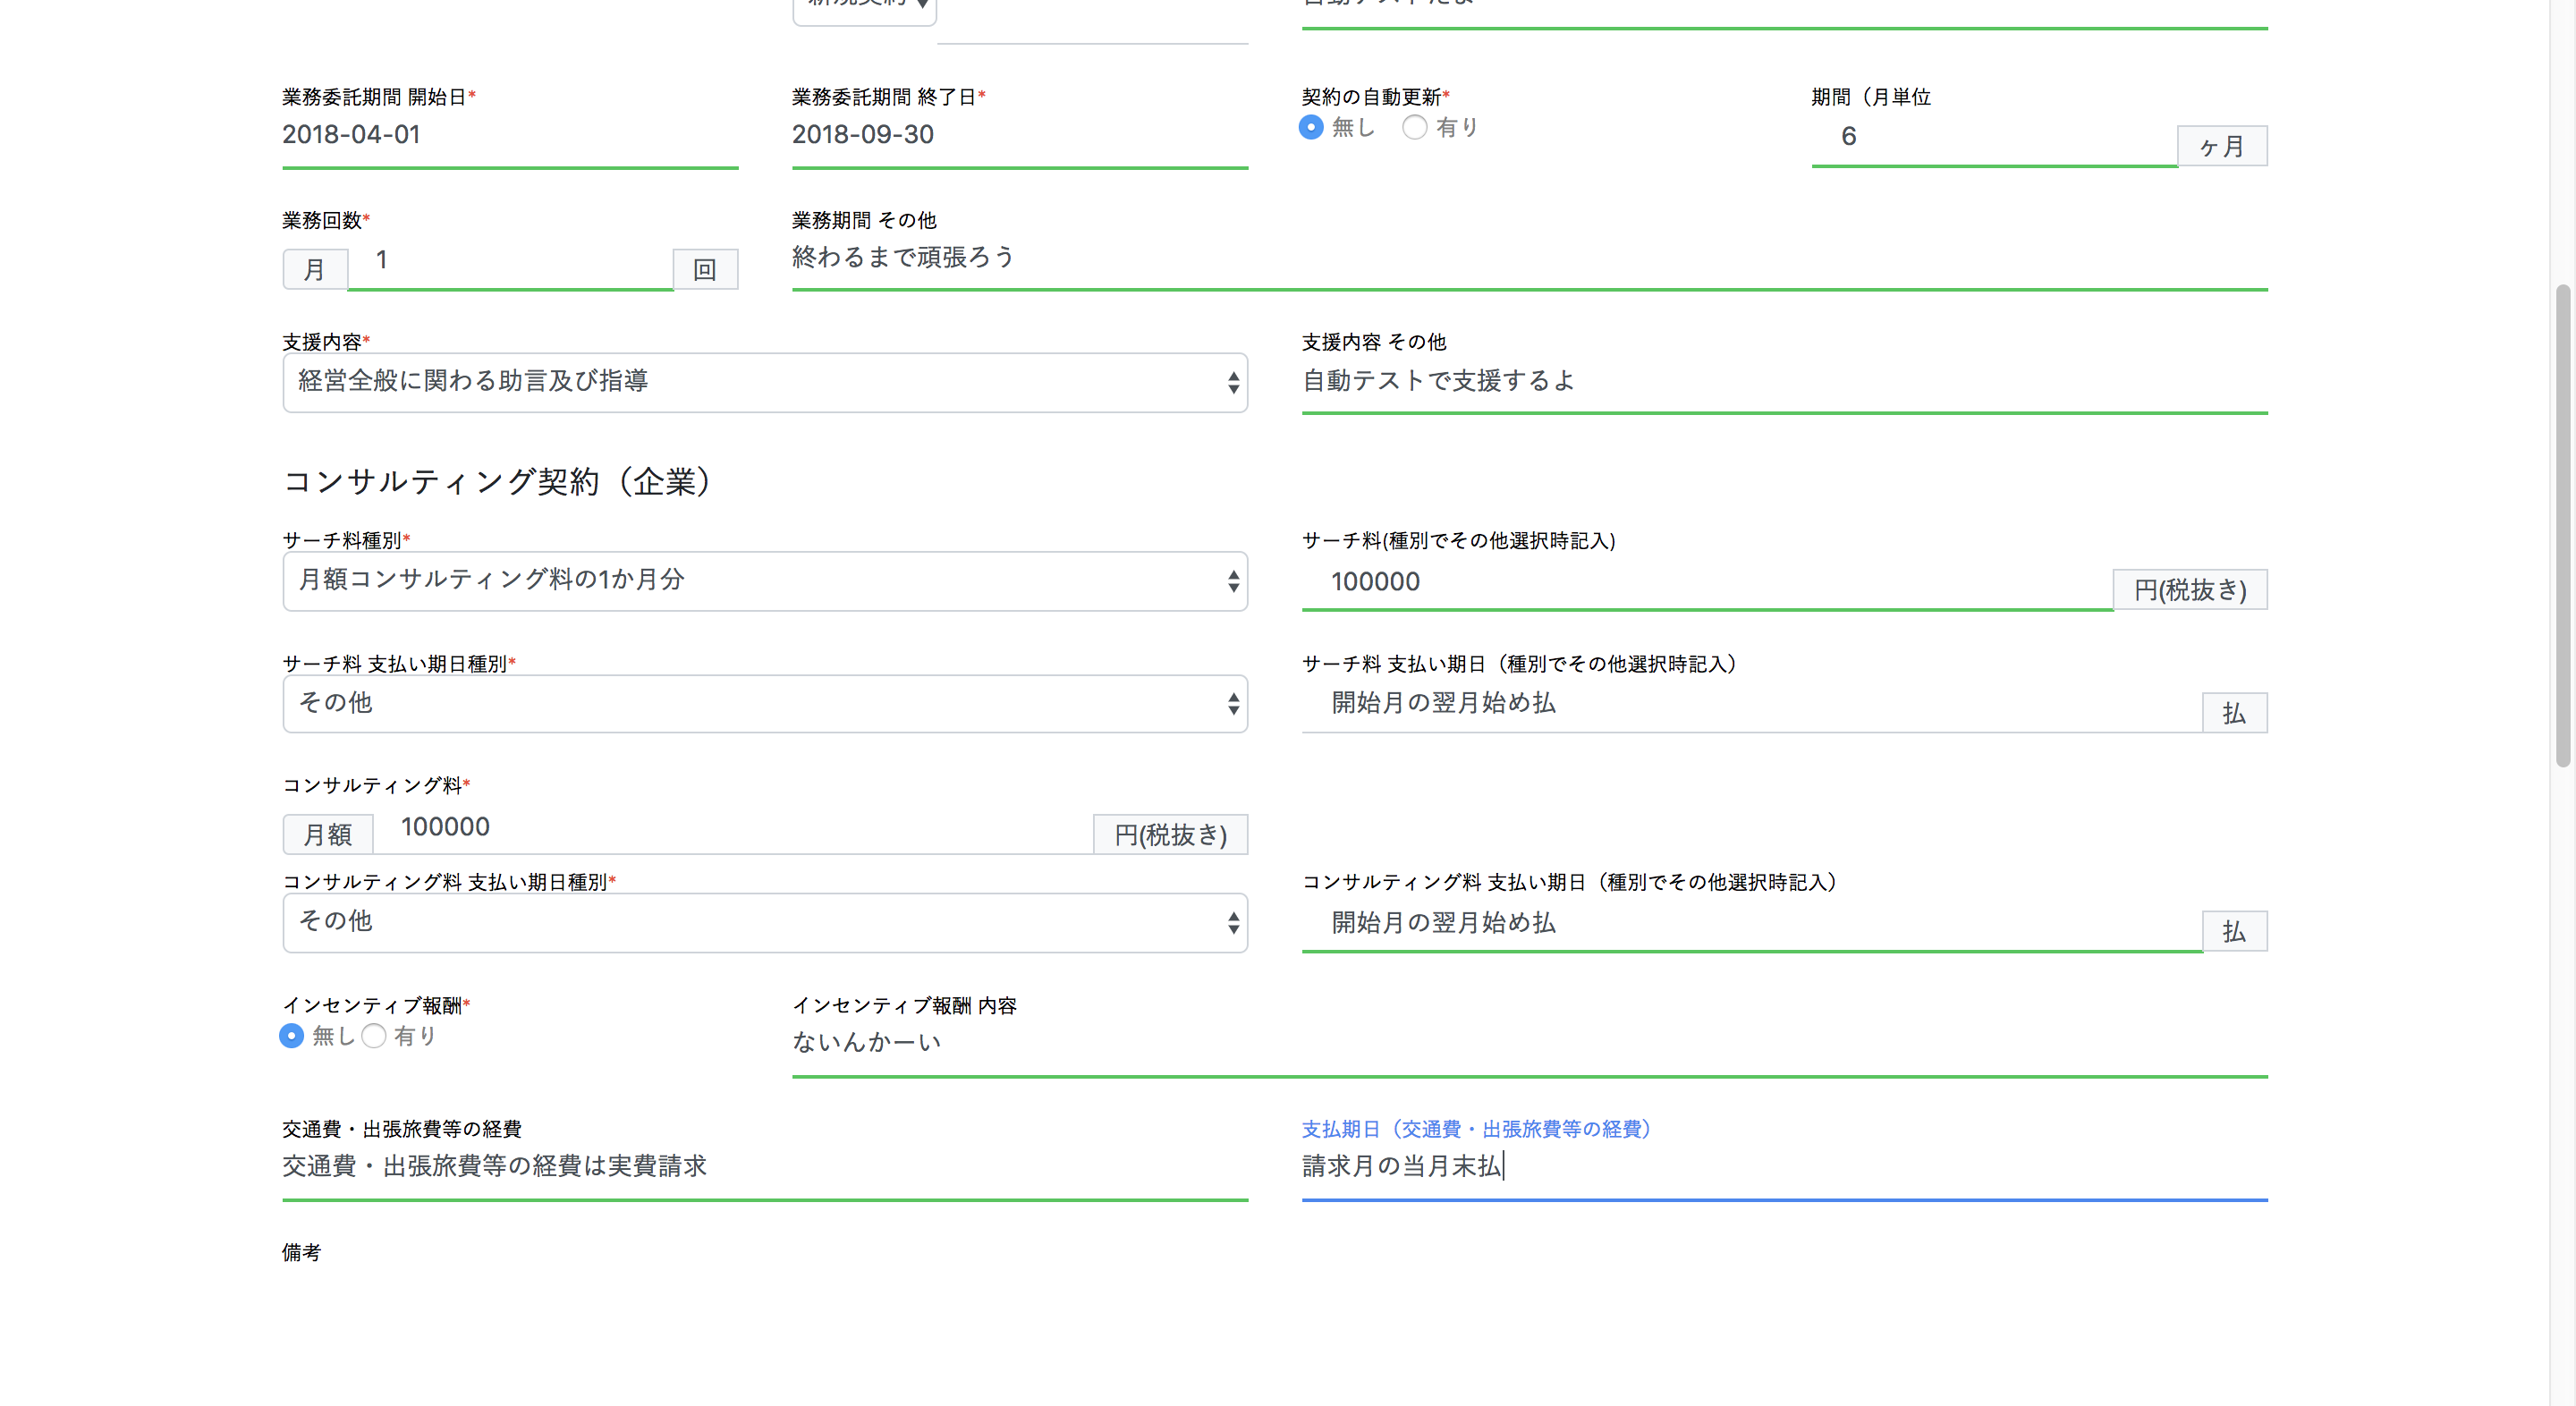 新規契約
自動テストだよ
業務委託期間 開始日*
業務委託期間 終了日*
契約の自動更新*
期間（月単位
2018-04-01
2018-09-30
無し 有り
6 ヶ月
業務回数*
業務期間 その他
月 1 回
終わるまで頑張ろう
支援内容*
支援内容 その他
経営全般に関わる助言及び指導
自動テストで支援するよ
コンサルティング契約（企業）
サーチ料種別*
サーチ料(種別でその他選択時記入)
月額コンサルティング料の1か月分
100000 円(税抜き)
サーチ料 支払い期日種別*
サーチ料 支払い期日（種別でその他選択時記入）
その他
開始月の翌月始め払 払
コンサルティング料*
月額 100000 円(税抜き)
コンサルティング料 支払い期日種別*
コンサルティング料 支払い期日（種別でその他選択時記入）
その他
開始月の翌月始め払 払
インセンティブ報酬*
インセンティブ報酬 内容
無し 有り
ないんかーい
交通費・出張旅費等の経費
支払期日（交通費・出張旅費等の経費）
交通費・出張旅費等の経費は実費請求
請求月の当月末払
備考